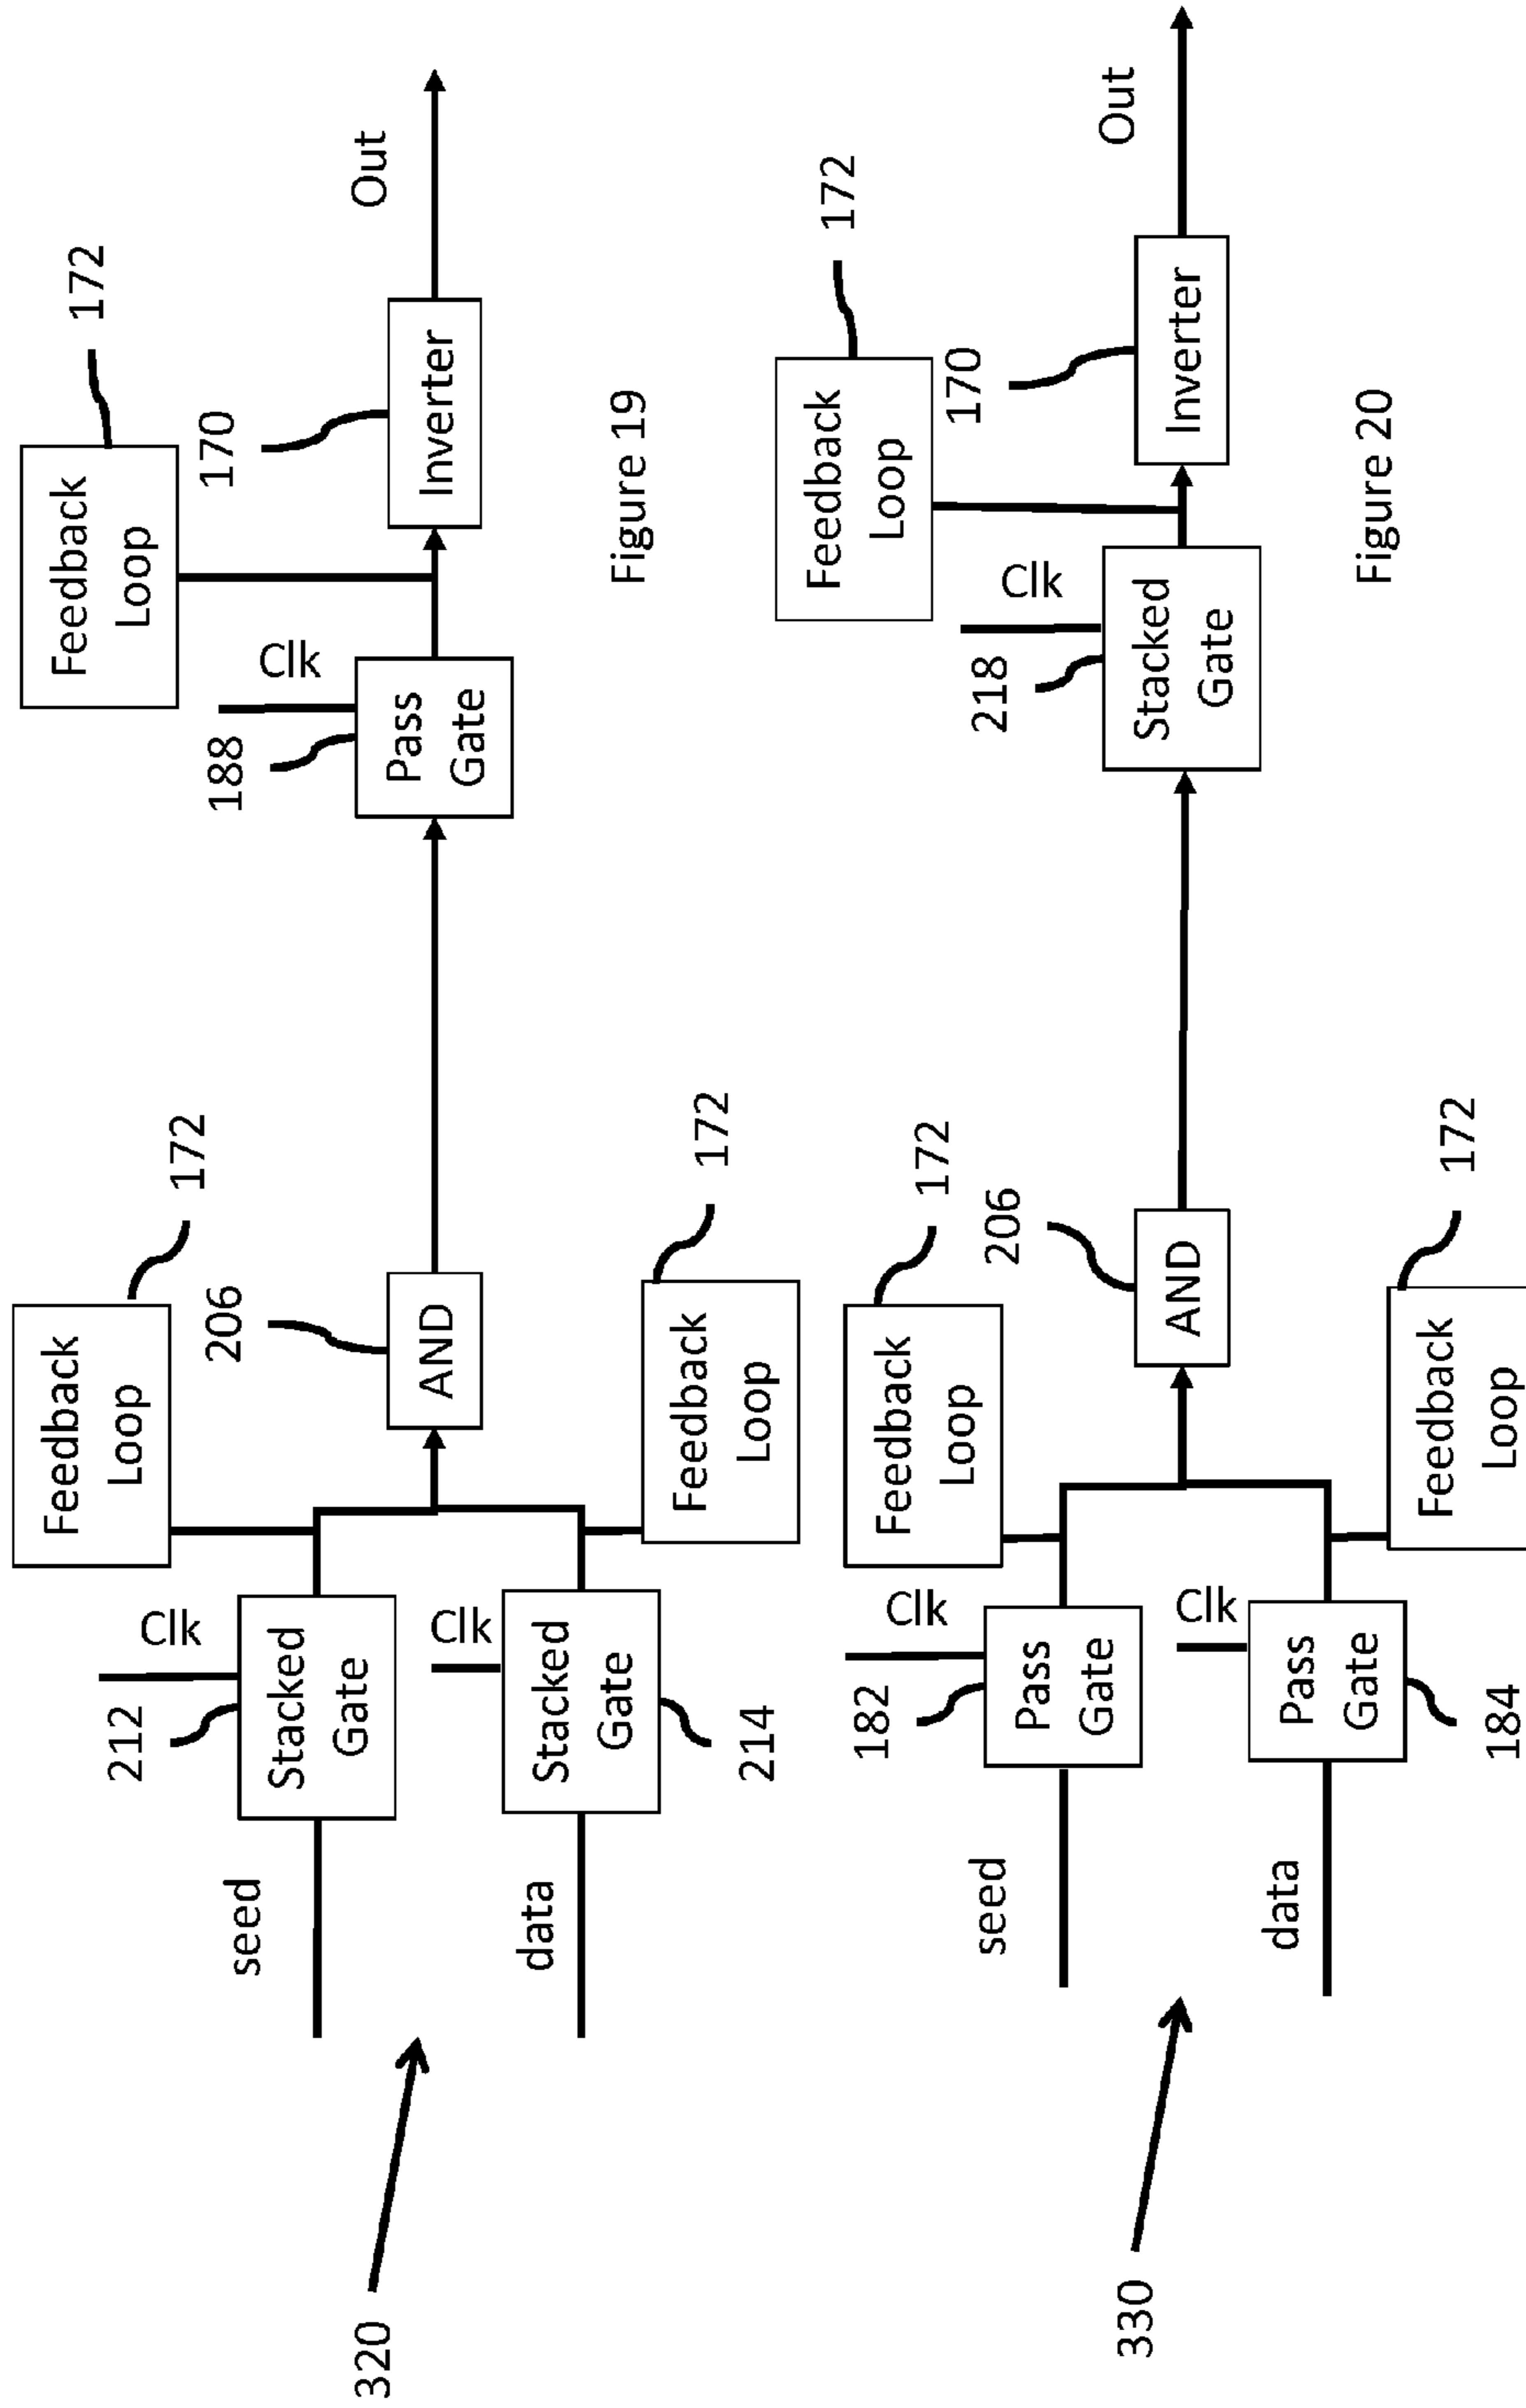 172
Feedback
Loop
172
Feedback
Loop
212
Clk
206
188
Clk
170
Out
seed
Stacked
Gate
AND
Pass
Gate
Inverter
320
Clk
data
Stacked
Gate
Feedback
Loop
214
172
Figure 19
172
Feedback
Loop
172
Feedback
Loop
182
Clk
206
218
Clk
170
Out
seed
Pass
Gate
AND
Stacked
Gate
Inverter
330
Clk
data
Pass
Gate
Feedback
Loop
184
172
Figure 20